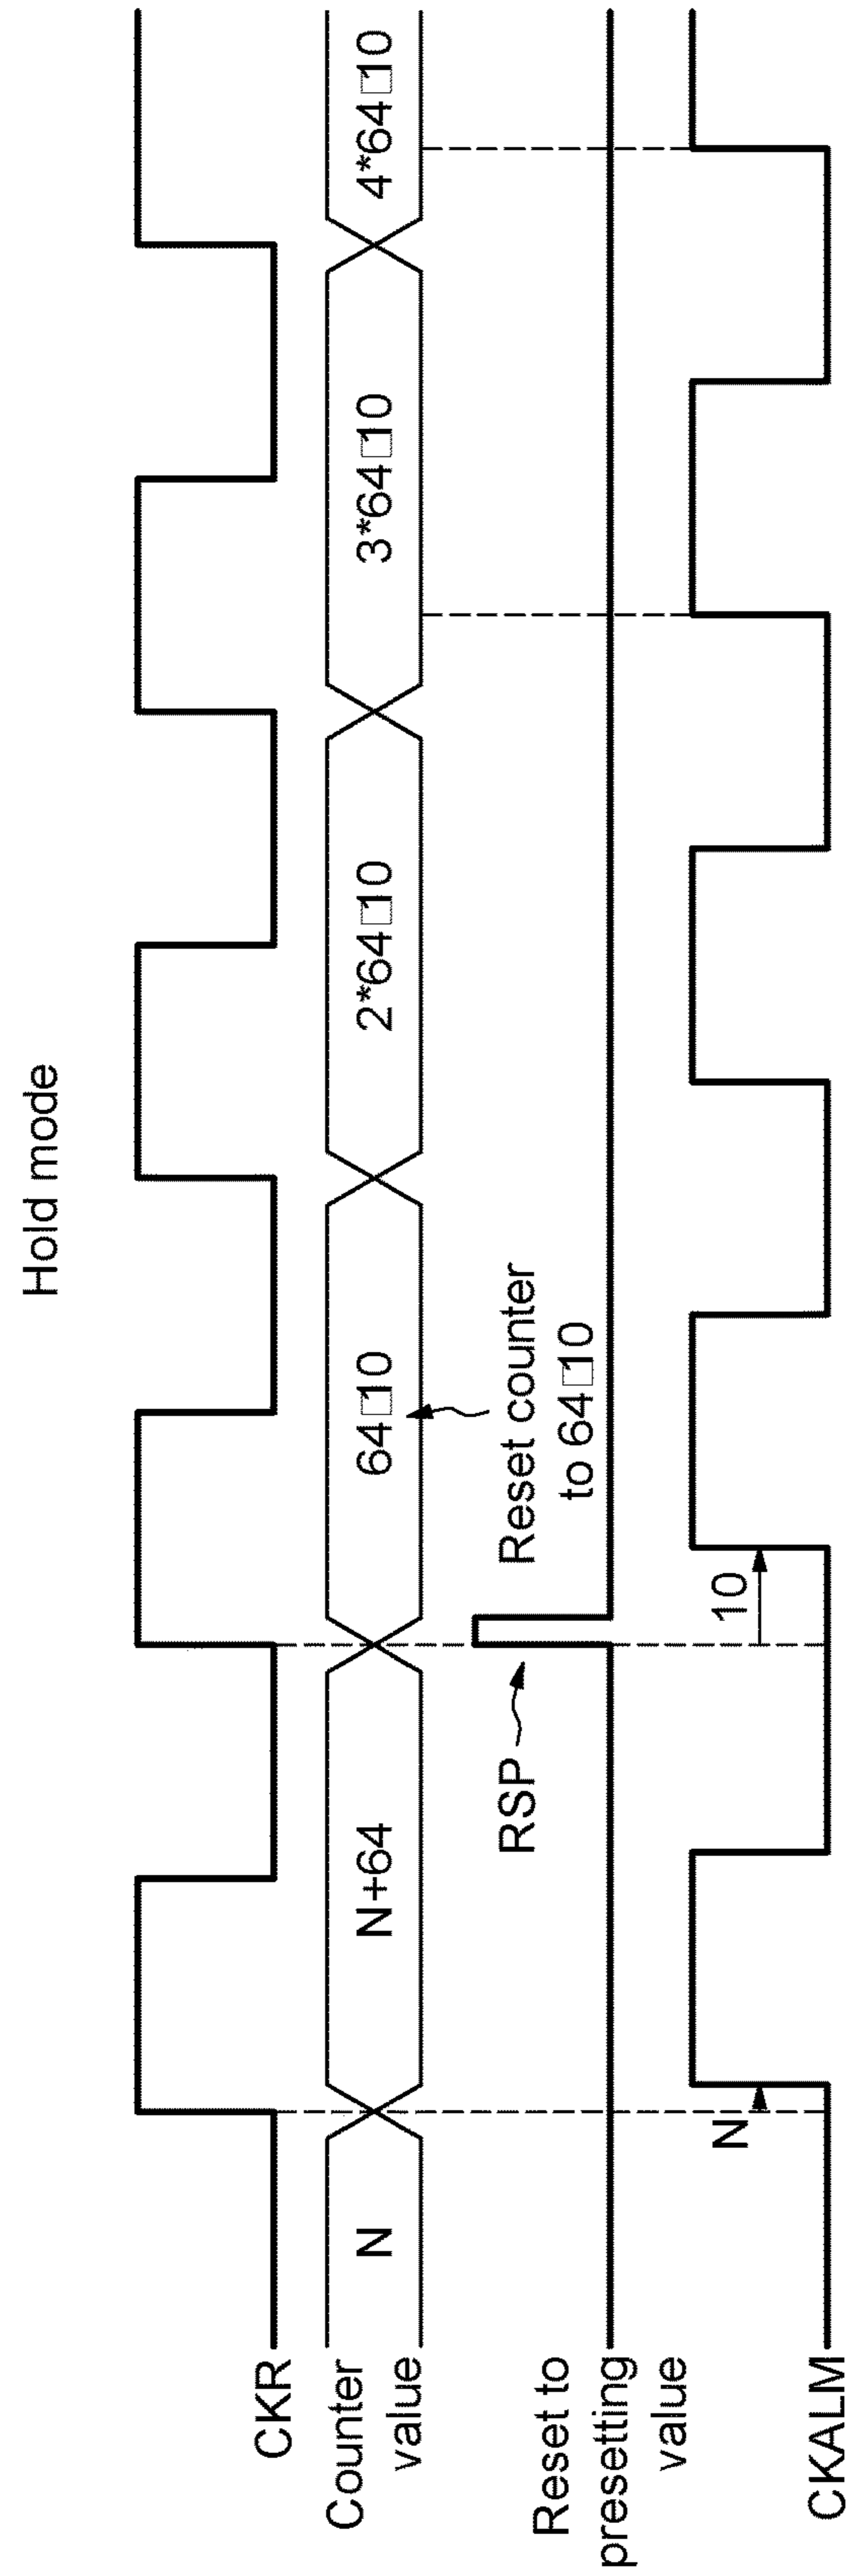 Hold mode
CKR
Counter
value
N
N+64
64□10
2*64□10
3*64□10
4*64□10
Reset counter
to 64□10
RSP
Reset to
presetting
value
N
10
CKALM